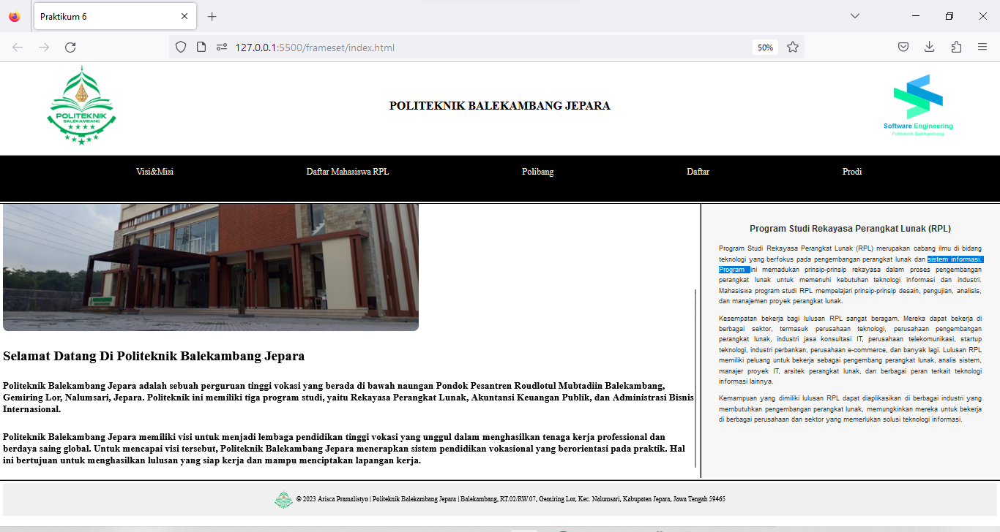 Praktikum 6
127.0.0.1:5500/frameset/index.html
50%
POLITEKNIK
BALEKAMBANG
POLITEKNIK BALEKAMBANG JEPARA
Software Engineering
Politeknik Balekambang
Visi&Misi
Daftar Mahasiswa RPL
Polibang
Daftar
Prodi
Selamat Datang Di Politeknik Balekambang Jepara
Politeknik Balekambang Jepara adalah sebuah perguruan tinggi vokasi yang berada di bawah naungan Pondok Pesantren Roudlotul Mubtadiin Balekambang,
Gemiring Lor, Nalumsari, Jepara. Politeknik ini memiliki tiga program studi, yaitu Rekayasa Perangkat Lunak, Akuntansi Keuangan Publik, dan Administrasi Bisnis
Internasional.
Politeknik Balekambang Jepara memiliki visi untuk menjadi lembaga pendidikan tinggi vokasi yang unggul dalam menghasilkan tenaga kerja professional dan
berdaya saing global. Untuk mencapai visi tersebut, Politeknik Balekambang Jepara menerapkan sistem pendidikan vokasional yang berorientasi pada praktik. Hal
ini bertujuan untuk menghasilkan lulusan yang siap kerja dan mampu menciptakan lapangan kerja.
Program Studi Rekayasa Perangkat Lunak (RPL)
Program Studi Rekayasa Perangkat Lunak (RPL) merupakan cabang ilmu di bidang
teknologi yang berfokus pada pengembangan perangkat lunak dan sistem informasi.
Program ini memadukan prinsip-prinsip rekayasa dalam proses pengembangan
perangkat lunak untuk memenuhi kebutuhan teknologi informasi dan industri.
Mahasiswa program studi RPL mempelajari prinsip-prinsip desain, pengujian, analisis,
dan manajemen proyek perangkat lunak.
Kesempatan bekerja bagi lulusan RPL sangat beragam. Mereka dapat bekerja di
berbagai sektor, termasuk perusahaan teknologi, perusahaan pengembangan
perangkat lunak, industri jasa konsultasi IT, perusahaan telekomunikasi, startup
teknologi, industri perbankan, perusahaan e-commerce, dan banyak lagi. Lulusan RPL
memiliki peluang untuk bekerja sebagai pengembang perangkat lunak, analis sistem,
manajer proyek IT, arsitek perangkat lunak, dan berbagai peran terkait teknologi
informasi lainnya.
Kemampuan yang dimiliki lulusan RPL dapat diaplikasikan di berbagai industri yang
membutuhkan pengembangan perangkat lunak, memungkinkan mereka untuk bekerja
di berbagai perusahaan dan sektor yang memerlukan solusi teknologi informasi.
© 2023 Arisca Pramalistyo | Politeknik Balekambang Jepara | Balekambang, RT.02/RW.07, Gemiring Lor, Kec. Nalumsari, Kabupaten Jepara, Jawa Tengah 59465